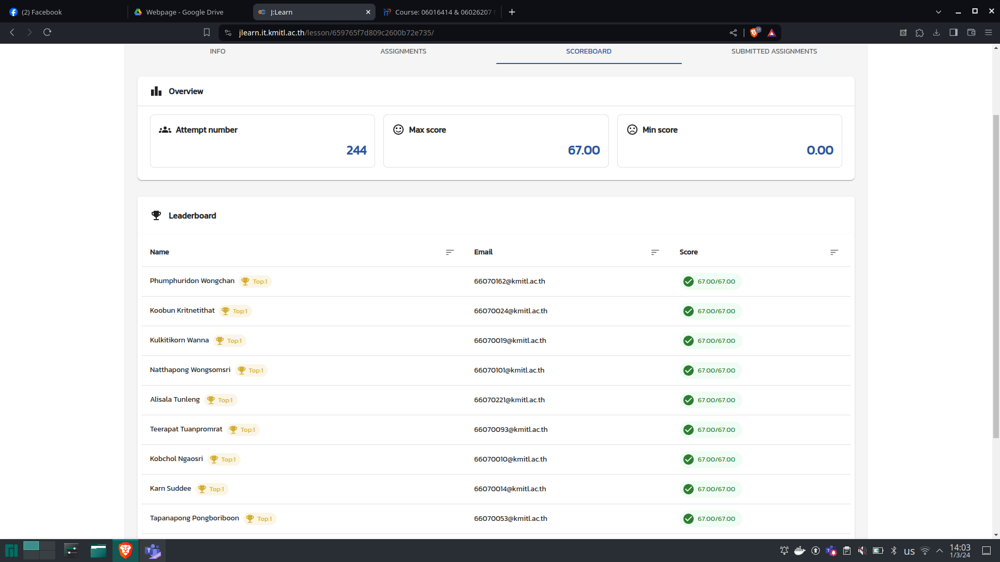 (2) Facebook
Webpage - Google Drive
J:Learn
Course: 06016414 & 06026207
jlearn.it.kmitl.ac.th/lesson/659765f7d809c2600b72e735/
INFO
ASSIGNMENTS
SCOREBOARD
SUBMITTED ASSIGNMENTS
Overview
Attempt number
244
Max score
67.00
Min score
0.00
Leaderboard
Name Email Score
Phumphuridon Wongchan Top:1 66070162@kmitl.ac.th 67.00/67.00
Koobun Kritnetithat Top:1 66070024@kmitl.ac.th 67.00/67.00
Kulkitikorn Wanna Top:1 66070019@kmitl.ac.th 67.00/67.00
Natthapong Wongsomsri Top:1 66070101@kmitl.ac.th 67.00/67.00
Alisala Tunleng Top:1 66070221@kmitl.ac.th 67.00/67.00
Teerapat Tuanpromrat Top:1 66070093@kmitl.ac.th 67.00/67.00
Kobchol Ngaosri Top:1 66070010@kmitl.ac.th 67.00/67.00
Karn Suddee Top:1 66070014@kmitl.ac.th 67.00/67.00
Tapanapong Pongboriboon Top:1 66070053@kmitl.ac.th 67.00/67.00
us
14:03
1/3/24